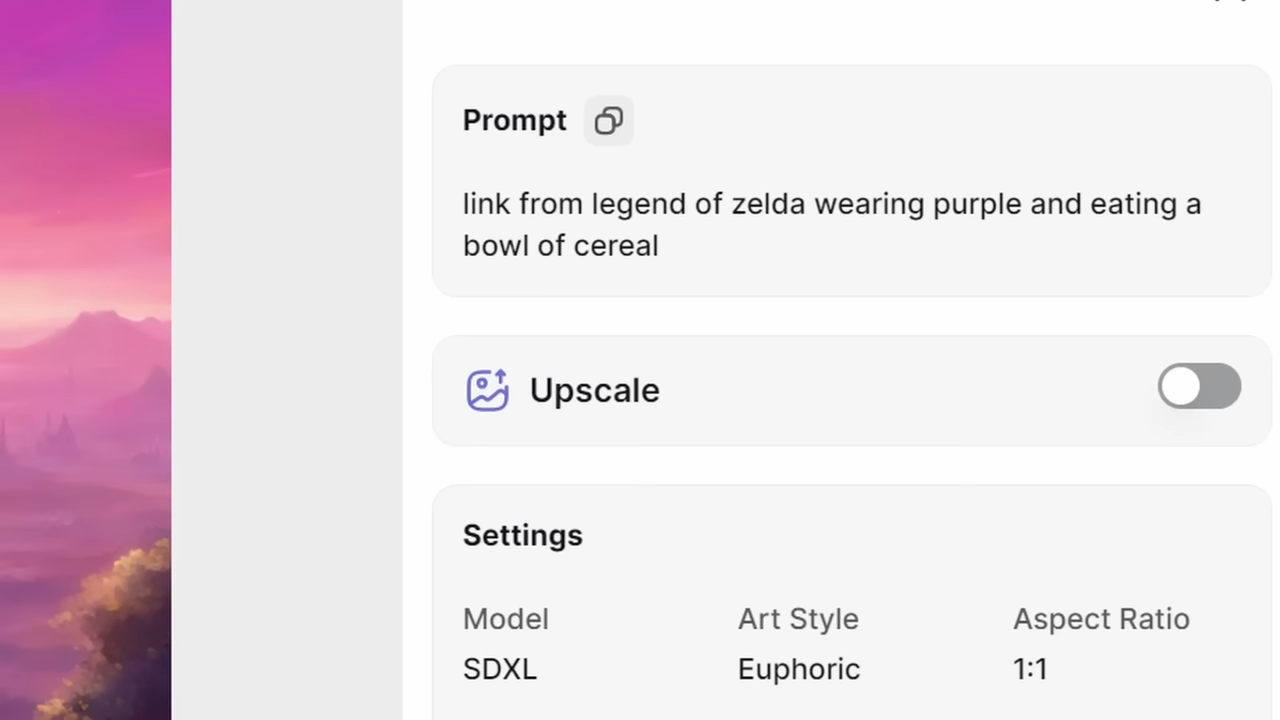 Prompt
link from legend of zelda wearing purple and eating a
bowl of cereal
Upscale
Settings
Model Art Style Aspect Ratio
SDXL Euphoric 1:1